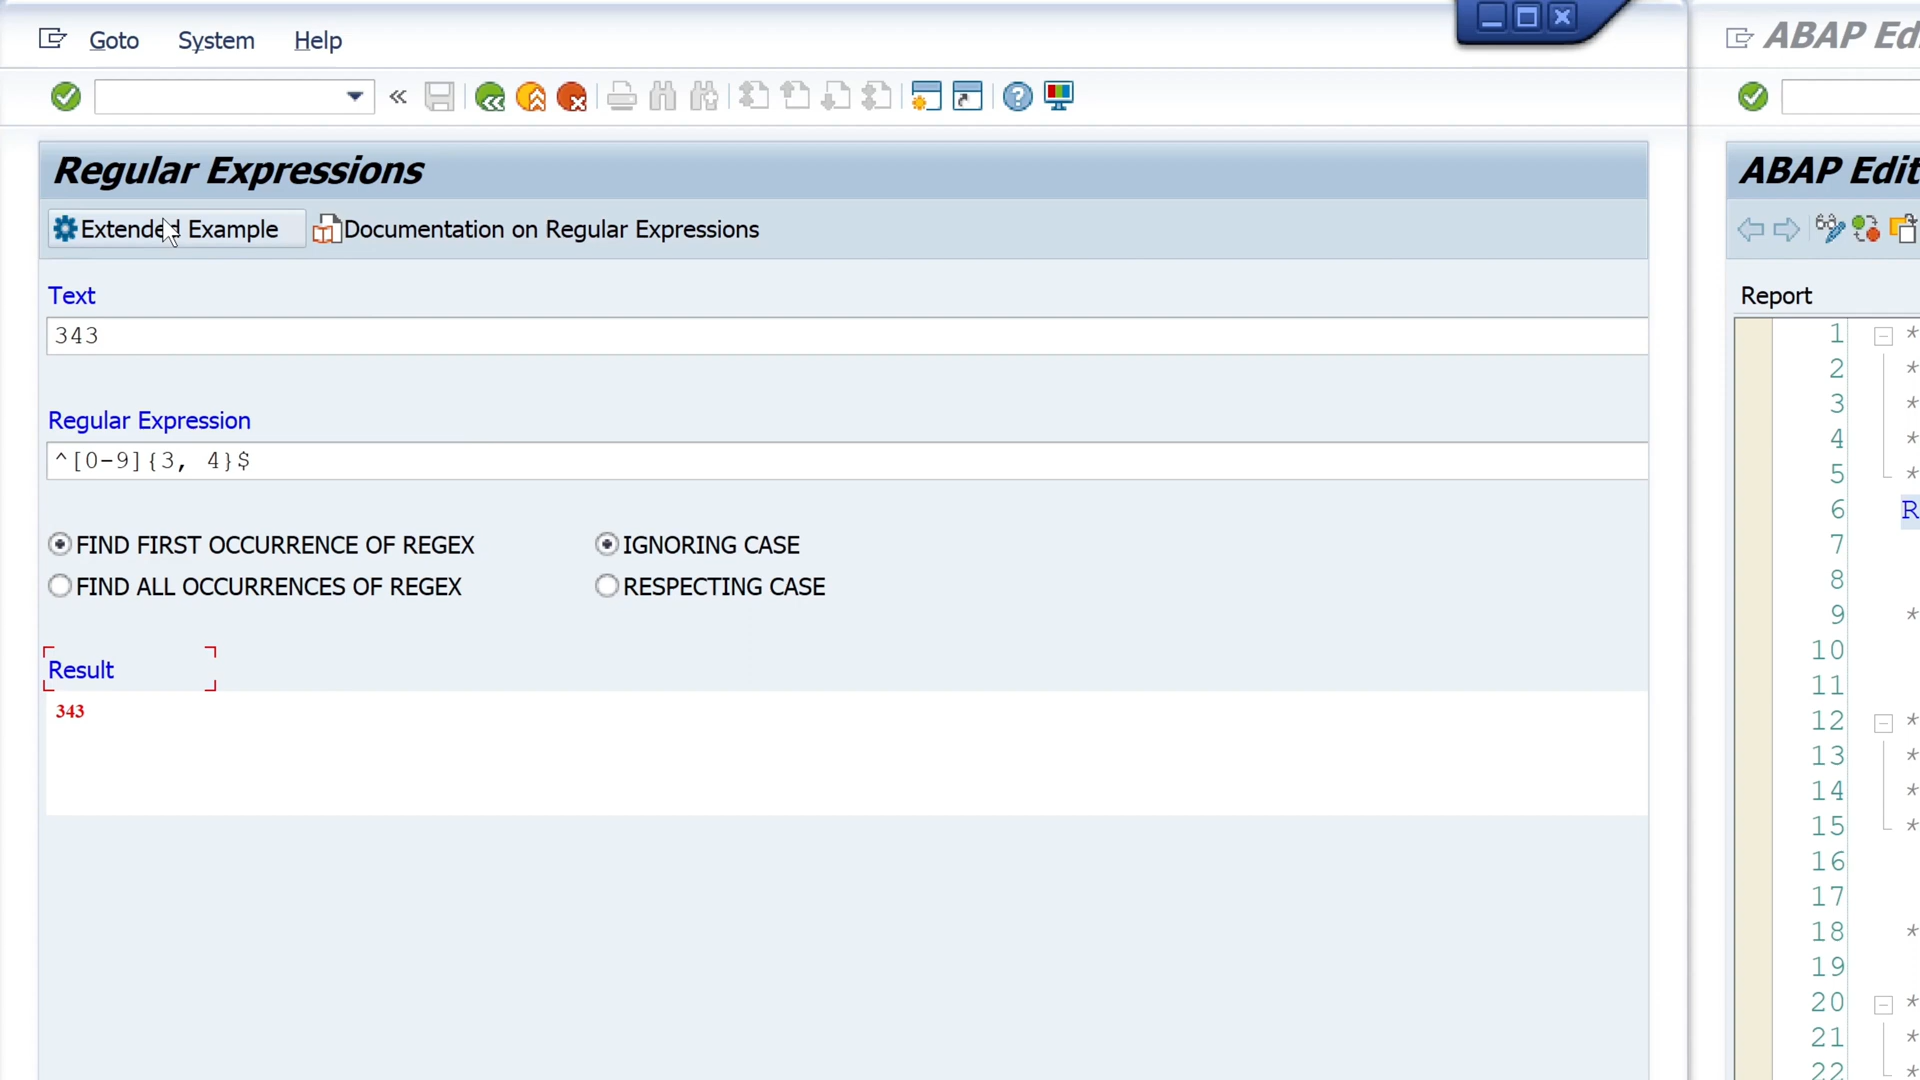 Goto System Help
ABAP Edi
Regular Expressions
ABAP Edit
Extended Example Documentation on Regular Expressions
Text
Report
343
Regular Expression
^[0-9]{3, 4}$
FIND FIRST OCCURRENCE OF REGEX IGNORING CASE
FIND ALL OCCURRENCES OF REGEX RESPECTING CASE
Result
343
1 *
2 *
3 *
4 *
5 *
6 R
7
8
9 *
10
11
12 *
13 *
14 *
15 *
16
17
18 *
19
20 *
21 *
22 *